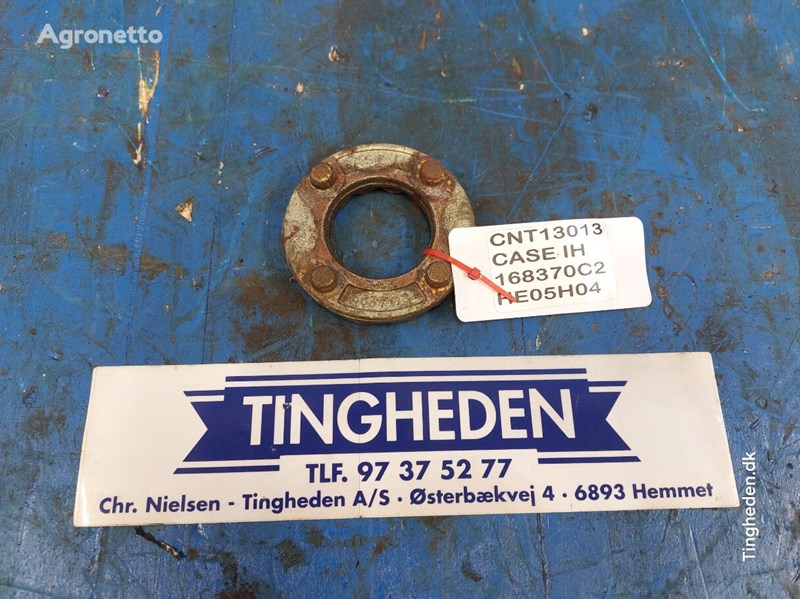 Agronetto
CNT13013
CASE IH
168370C2
HE05H04
TINGHEDEN
TLF. 97 37 52 77
Chr. Nielsen - Tingheden A/S · Østerbækvej 4 · 6893 Hemmet
Tingheden.dk